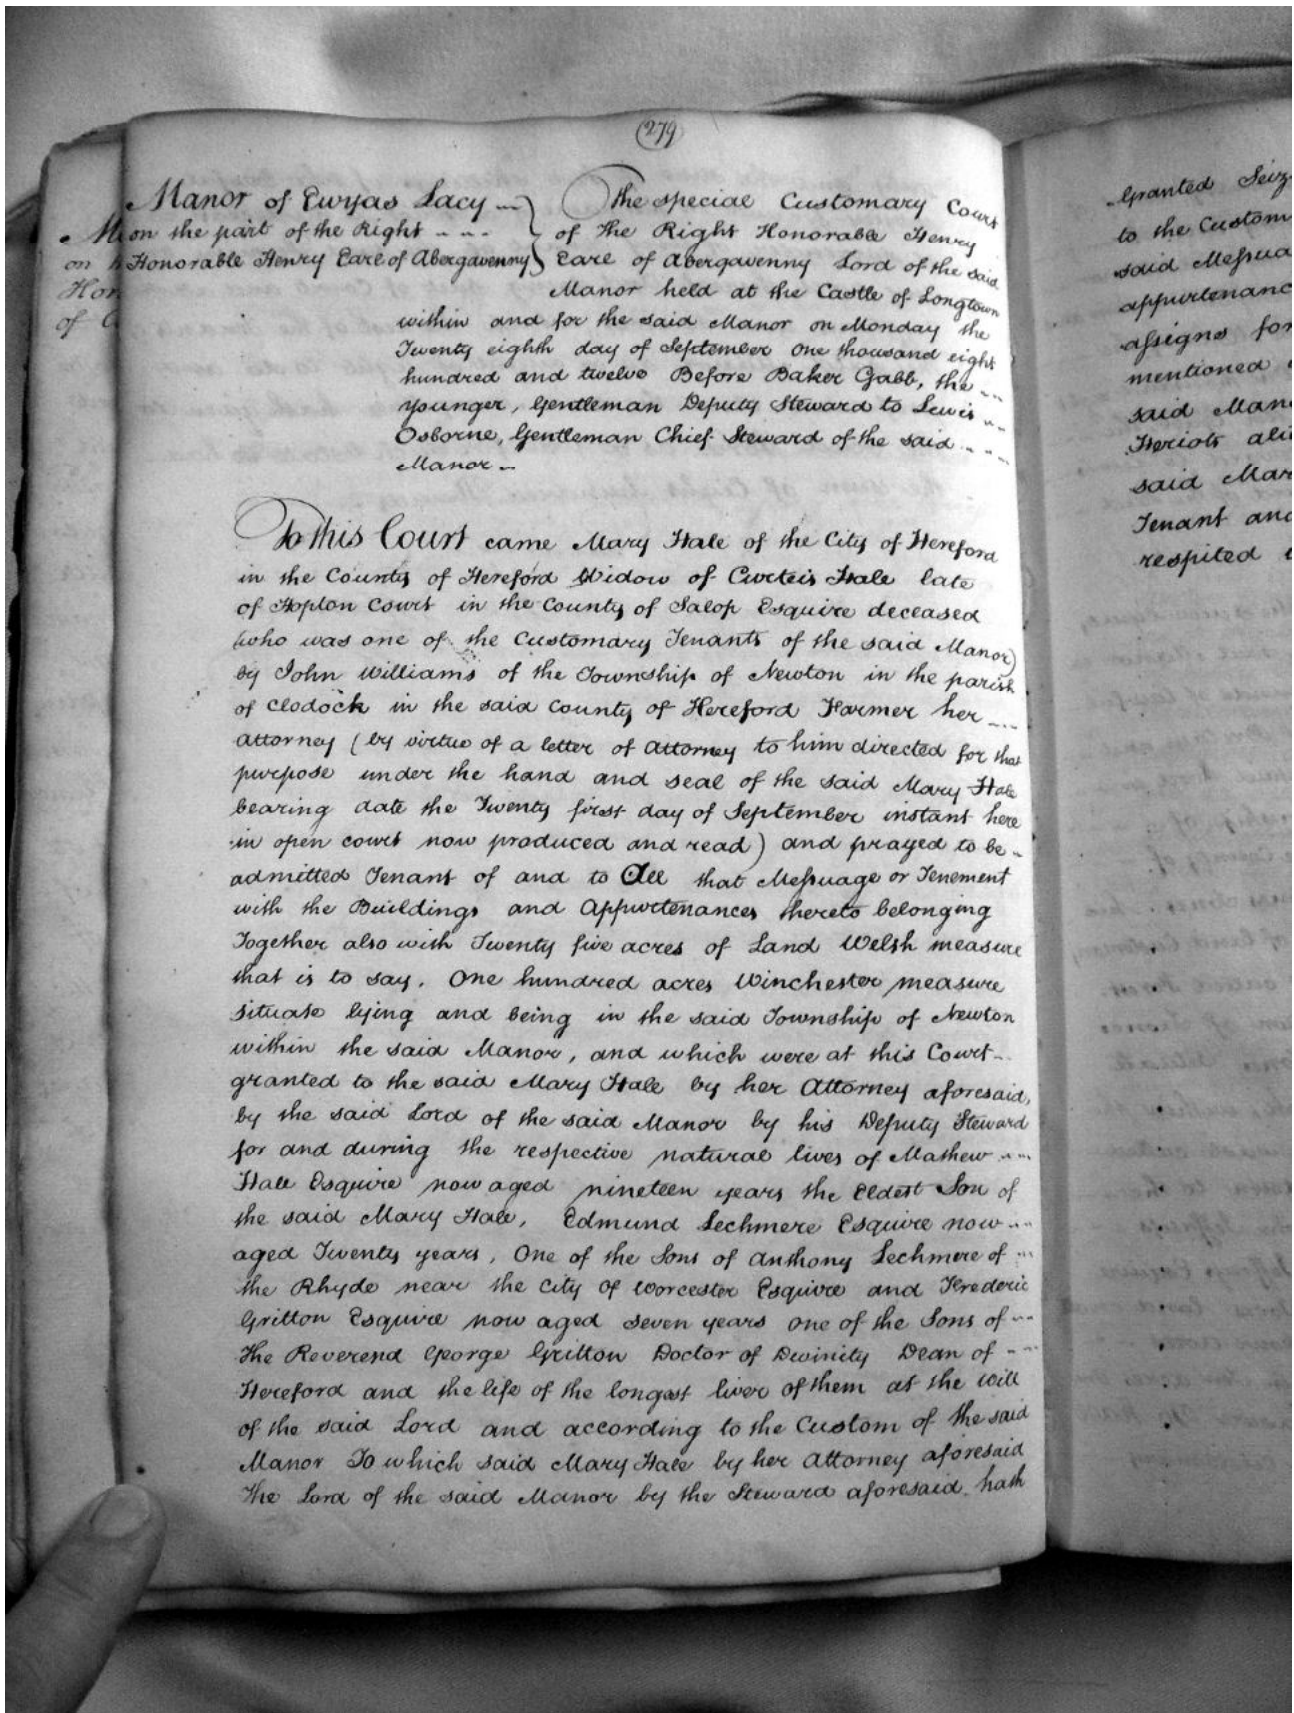 (279)
Manor of Ewyas Lacy
on the part of the Right
Honorable Henry Earl of Abergavenny
The special Customary Court
of The Right Honorable Henry
Earl of Abergavenny Lord of the said
Manor held at the Castle of Longtown
within and for the said Manor on Monday the
Twenty eighth day of September one thousand eight
hundred and twelve Before Baker Gabb, the
younger, Gentleman Deputy Steward to Lewis
Osborne, Gentleman Chief Steward of the said
Manor
To this Court came Mary Hale of the City of Hereford
in the County of Hereford Widow of Curteis Hale late
of Hopton Court in the County of Salop Esquire deceased
(who was one of the Customary Tenants of the said Manor)
by John Williams of the Township of Newton in the parish
of Clodock in the said County of Hereford Farmer her
attorney (by virtue of a letter of attorney to him directed for that
purpose under the hand and seal of the said Mary Hale
bearing date the Twenty first day of September instant here
in open court now produced and read) and prayed to be
admitted Tenant of and to All that Messuage or Tenement
with the Buildings and Appurtenances thereto belonging
Together also with Twenty five acres of Land Welsh measure
that is to say, One hundred acres Winchester measure
situate lying and being in the said Township of Newton
within the said Manor, and which were at this Court
granted to the said Mary Hale by her Attorney aforesaid,
by the said Lord of the said Manor by his Deputy Steward
for and during the respective natural lives of Mathew
Hale Esquire now aged nineteen years the Eldest Son of
the said Mary Hale, Edmund Lechmere Esquire now
aged Twenty years, One of the Sons of Anthony Lechmere of
the Rhyde near the City of Worcester Esquire and Frederic
Gritton Esquire now aged seven years one of the Sons of
The Reverend George Gritton Doctor of Divinity Dean of
Hereford and the life of the longest liver of them at the will
of the said Lord and according to the Custom of the said
Manor To which said Mary Hale by her Attorney aforesaid
The Lord of the said Manor by the Steward aforesaid hath
Granted
to the Custom
said Messua
appurtenanc
assigns for
mentioned
said Man
Heriots
said Mar
Tenant and
respited